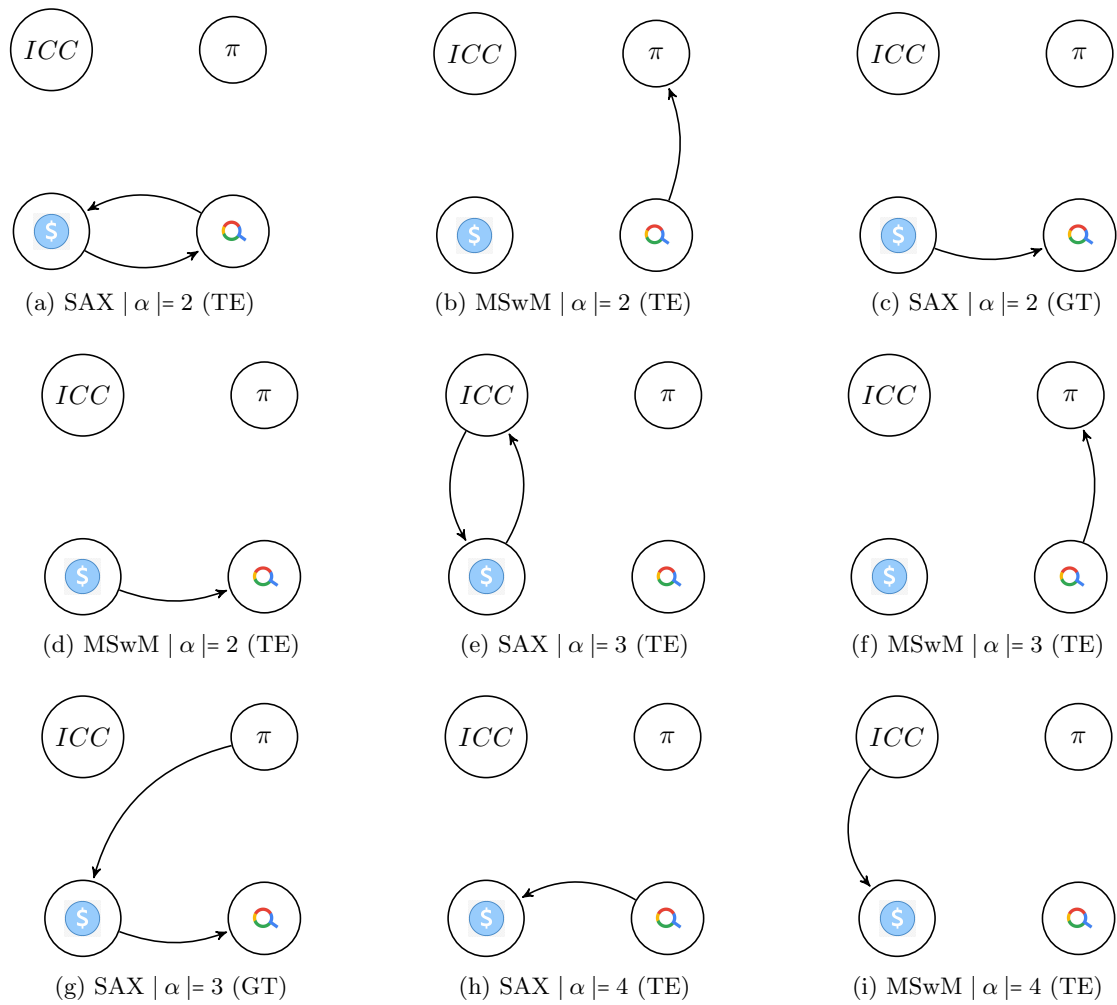 ICC π ICC π ICC π
$ $ $
(a) SAX | α |= 2 (TE) (b) MSwM | α |= 2 (TE) (c) SAX | α |= 2 (GT)
ICC π ICC π ICC π
$ $ $
(d) MSwM | α |= 2 (TE) (e) SAX | α |= 3 (TE) (f) MSwM | α |= 3 (TE)
ICC π ICC π ICC π
$ $ $
(g) SAX | α |= 3 (GT) (h) SAX | α |= 4 (TE) (i) MSwM | α |= 4 (TE)